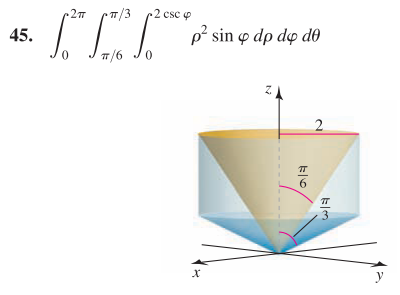 45. ∫₀^{2π} ∫_{π/6}^{π/3} ∫₀^{2 csc φ} ρ² sin φ dρ dφ dθ
z
2
π/6
π/3
x
y